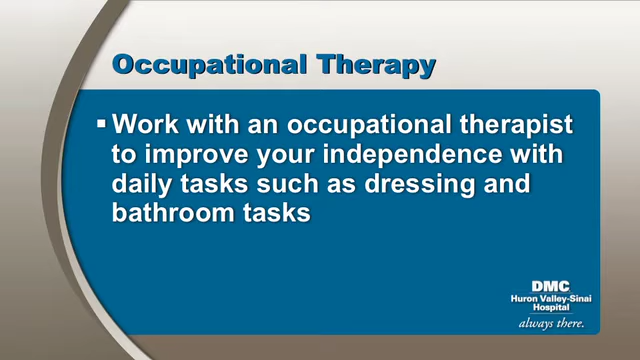 Occupational Therapy
▪ Work with an occupational therapist
to improve your independence with
daily tasks such as dressing and
bathroom tasks
DMC
Huron Valley-Sinai
Hospital
always there.